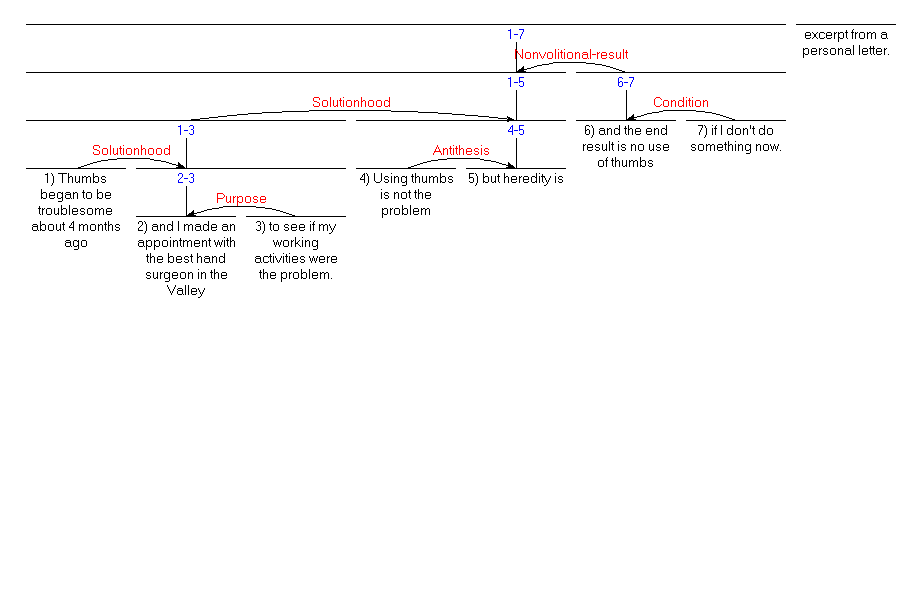 1-7
excerpt from a
personal letter.
Nonvolitional-result
1-5
6-7
Solutionhood
Condition
1-3
4-5
6) and the end
result is no use
of thumbs
7) if I don't do
something now.
Solutionhood
Antithesis
1) Thumbs
began to be
troublesome
about 4 months
ago
2-3
4) Using thumbs
is not the
problem
5) but heredity is
Purpose
2) and I made an
appointment with
the best hand
surgeon in the
Valley
3) to see if my
working
activities were
the problem.